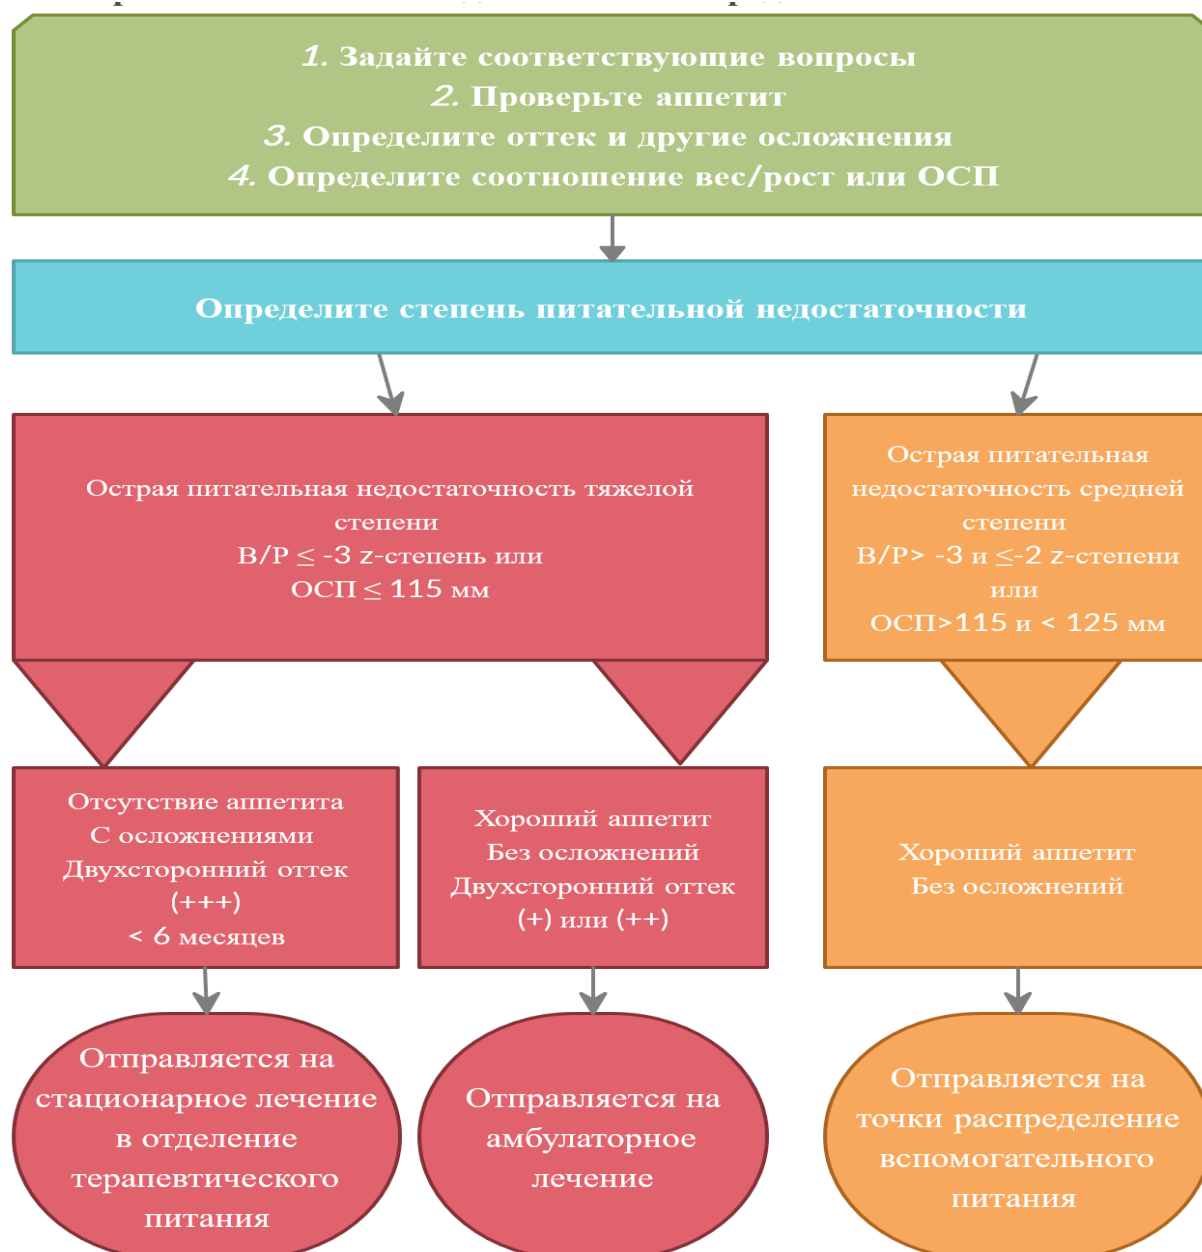 1. Задайте соответствующие вопросы
2. Проверьте аппетит
3. Определите оттек и другие осложнения
4. Определите соотношение вес/рост или ОСП
Определите степень питательной недостаточности
Острая питательная недостаточность тяжелой
степени
В/Р ≤ -3 z-степень или
ОСП ≤ 115 мм
Острая питательная
недостаточность средней
степени
В/Р> -3 и ≤-2 z-степени
или
ОСП>115 и < 125 мм
Отсутствие аппетита
С осложнениями
Двухсторонний оттек
(+++)
< 6 месяцев
Хороший аппетит
Без осложнений
Двухсторонний оттек
(+) или (++)
Хороший аппетит
Без осложнений
Отправляется на
стационарное лечение
в отделение
терапевтического
питания
Отправляется на
амбулаторное
лечение
Отправляется на
точки распределение
вспомогательного
питания